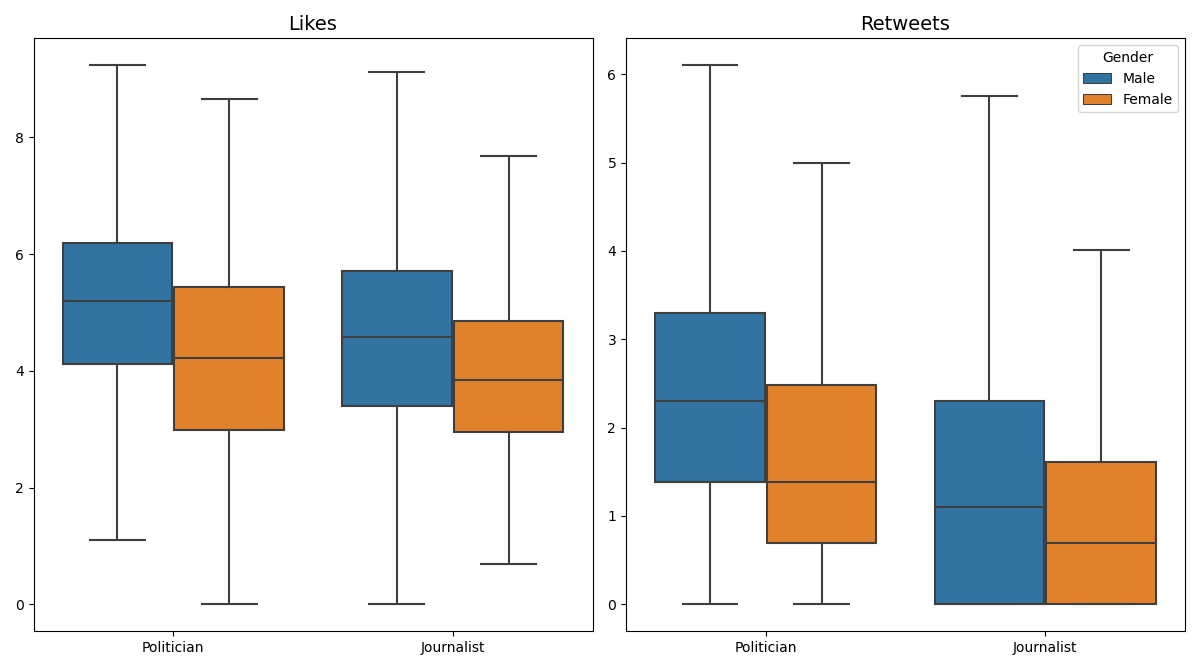 Likes
Retweets
8
6
4
2
0
Politician
Journalist
6
5
4
3
2
1
0
Politician
Journalist
Gender
Male
Female